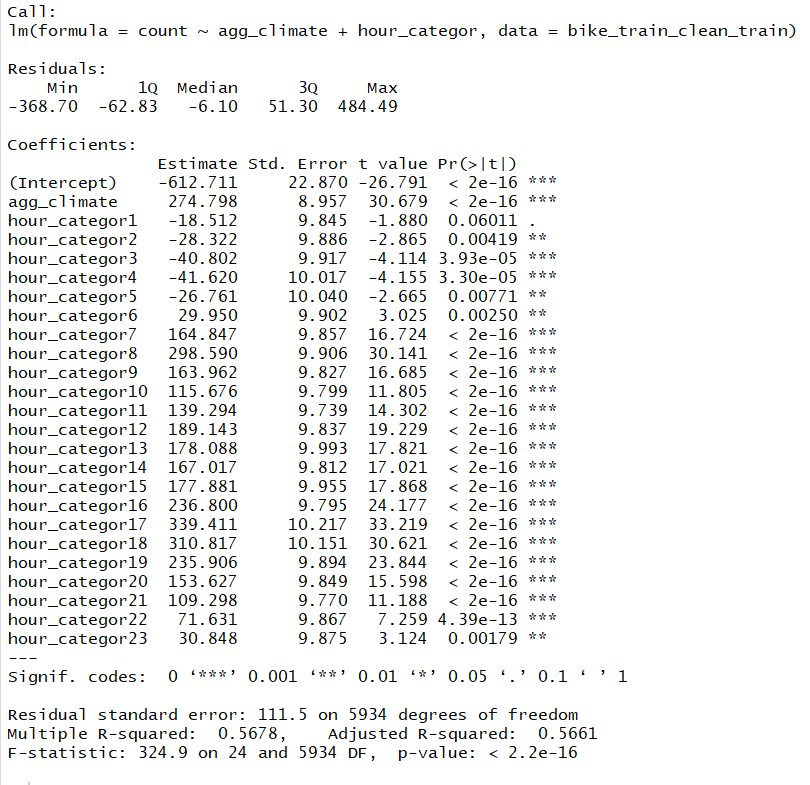 Call:
lm(formula = count ~ agg_climate + hour_categor, data = bike_train_clean_train)
Residuals:
Min 1Q Median 3Q Max
-368.70 -62.83 -6.10 51.30 484.49
Coefficients:
Estimate Std. Error t value Pr(>|t|)
(Intercept) -612.711 22.870 -26.791 < 2e-16 ***
agg_climate 274.798 8.957 30.679 < 2e-16 ***
hour_categor1 -18.512 9.845 -1.880 0.06011 .
hour_categor2 -28.322 9.886 -2.865 0.00419 **
hour_categor3 -40.802 9.917 -4.114 3.93e-05 ***
hour_categor4 -41.620 10.017 -4.155 3.30e-05 ***
hour_categor5 -26.761 10.040 -2.665 0.00771 **
hour_categor6 29.950 9.902 3.025 0.00250 **
hour_categor7 164.847 9.857 16.724 < 2e-16 ***
hour_categor8 298.590 9.906 30.141 < 2e-16 ***
hour_categor9 163.962 9.827 16.685 < 2e-16 ***
hour_categor10 115.676 9.799 11.805 < 2e-16 ***
hour_categor11 139.294 9.739 14.302 < 2e-16 ***
hour_categor12 189.143 9.837 19.229 < 2e-16 ***
hour_categor13 178.088 9.993 17.821 < 2e-16 ***
hour_categor14 167.017 9.812 17.021 < 2e-16 ***
hour_categor15 177.881 9.955 17.868 < 2e-16 ***
hour_categor16 236.800 9.795 24.177 < 2e-16 ***
hour_categor17 339.411 10.217 33.219 < 2e-16 ***
hour_categor18 310.817 10.151 30.621 < 2e-16 ***
hour_categor19 235.906 9.894 23.844 < 2e-16 ***
hour_categor20 153.627 9.849 15.598 < 2e-16 ***
hour_categor21 109.298 9.770 11.188 < 2e-16 ***
hour_categor22 71.631 9.867 7.259 4.39e-13 ***
hour_categor23 30.848 9.875 3.124 0.00179 **
---
Signif. codes: 0 ‘***’ 0.001 ‘**’ 0.01 ‘*’ 0.05 ‘.’ 0.1 ‘ ’ 1
Residual standard error: 111.5 on 5934 degrees of freedom
Multiple R-squared: 0.5678, Adjusted R-squared: 0.5661
F-statistic: 324.9 on 24 and 5934 DF, p-value: < 2.2e-16